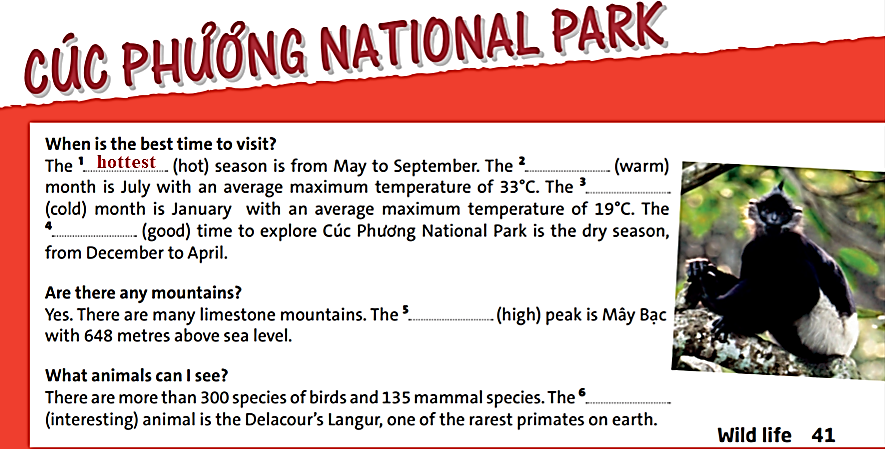 CÚC PHƯƠNG NATIONAL PARK
When is the best time to visit?
The ¹ hottest (hot) season is from May to September. The ² (warm)
month is July with an average maximum temperature of 33°C. The ³
(cold) month is January with an average maximum temperature of 19°C. The
⁴ (good) time to explore Cúc Phương National Park is the dry season,
from December to April.
Are there any mountains?
Yes. There are many limestone mountains. The ⁵ (high) peak is Mây Bạc
with 648 metres above sea level.
What animals can I see?
There are more than 300 species of birds and 135 mammal species. The ⁶
(interesting) animal is the Delacour's Langur, one of the rarest primates on earth.
Wild life 41